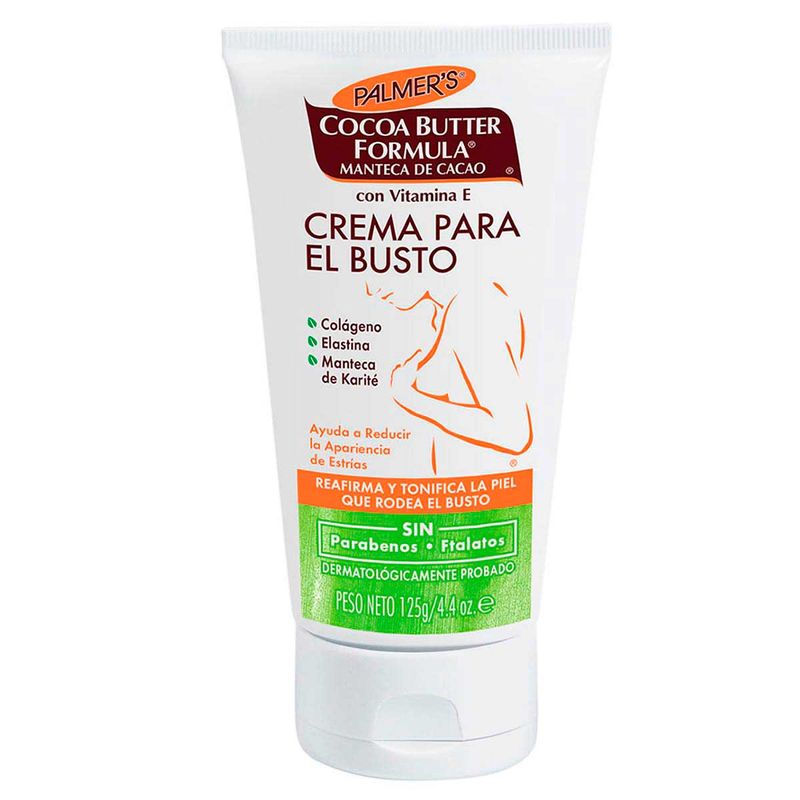 PALMER'S®
COCOA BUTTER
FORMULA®
MANTECA DE CACAO ®
con Vitamina E
CREMA PARA
EL BUSTO
Colágeno
Elastina
Manteca
de Karité
Ayuda a Reducir
la Apariencia
de Estrías
®
REAFIRMA Y TONIFICA LA PIEL
QUE RODEA EL BUSTO
SIN
Parabenos • Ftalatos
DERMATOLÓGICAMENTE PROBADO
PESO NETO 125g/4.4 oz. ℮